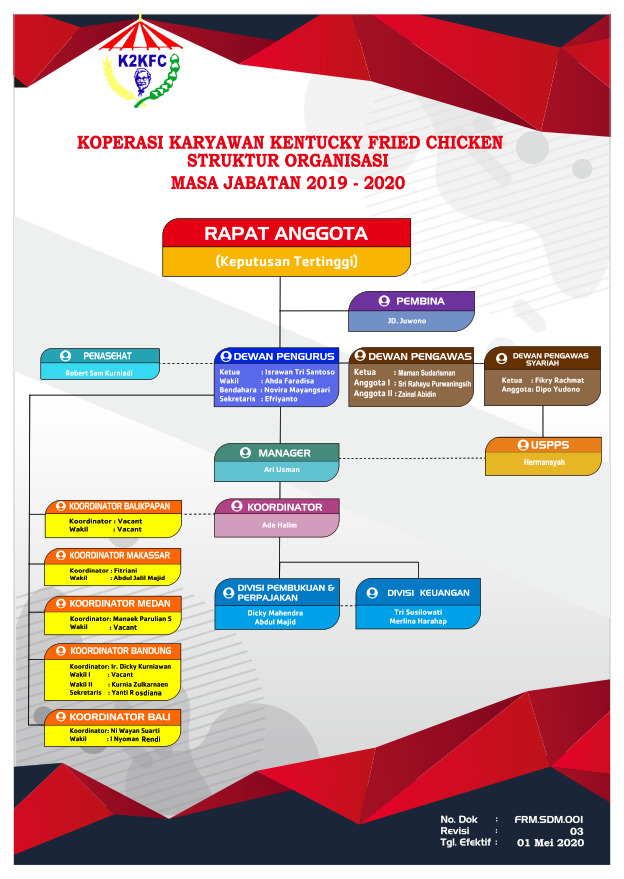 K2KFC
KOPERASI KARYAWAN KENTUCKY FRIED CHICKEN
STRUKTUR ORGANISASI
MASA JABATAN 2019 - 2020
RAPAT ANGGOTA
(Keputusan Tertinggi)
PEMBINA
JD. Juwono
PENASEHAT
Robert Sam Kurniadi
DEWAN PENGURUS
Ketua : Israwan Tri Santoso
Wakil : Ahda Faradisa
Bendahara : Novira Mayangsari
Sekretaris : Efriyanto
DEWAN PENGAWAS
Ketua : Maman Sudarisman
Anggota I : Sri Rahayu Purwaningsih
Anggota II : Zainal Abidin
DEWAN PENGAWAS
SYARIAH
Ketua : Fikry Rachmat
Anggota: Dipo Yudono
MANAGER
Ari Usman
USPPS
Hermansyah
KOORDINATOR BALIKPAPAN
Koordinator : Vacant
Wakil : Vacant
KOORDINATOR
Ade Halim
KOORDINATOR MAKASSAR
Koordinator : Fitriani
Wakil : Abdul Jalil Majid
DIVISI PEMBUKUAN &
PERPAJAKAN
Dicky Mahendra
Abdul Majid
DIVISI KEUANGAN
Tri Susilowati
Merlina Harahap
KOORDINATOR MEDAN
Koordinator: Manaek Parulian S
Wakil : Vacant
KOORDINATOR BANDUNG
Koordinator: Ir. Dicky Kurniawan
Wakil I : Vacant
Wakil II : Kurnia Zulkarnaen
Sekretaris : Yanti Rosdiana
KOORDINATOR BALI
Koordinator: Ni Wayan Suarti
Wakil : I Nyoman Rendi
No. Dok : FRM.SDM.001
Revisi : 03
Tgl. Efektif : 01 Mei 2020